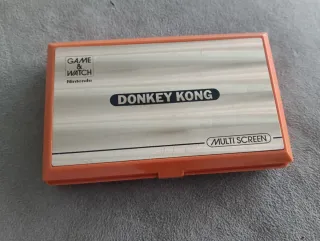 GAME
&
WATCH
Nintendo
DONKEY KONG
MULTI SCREEN